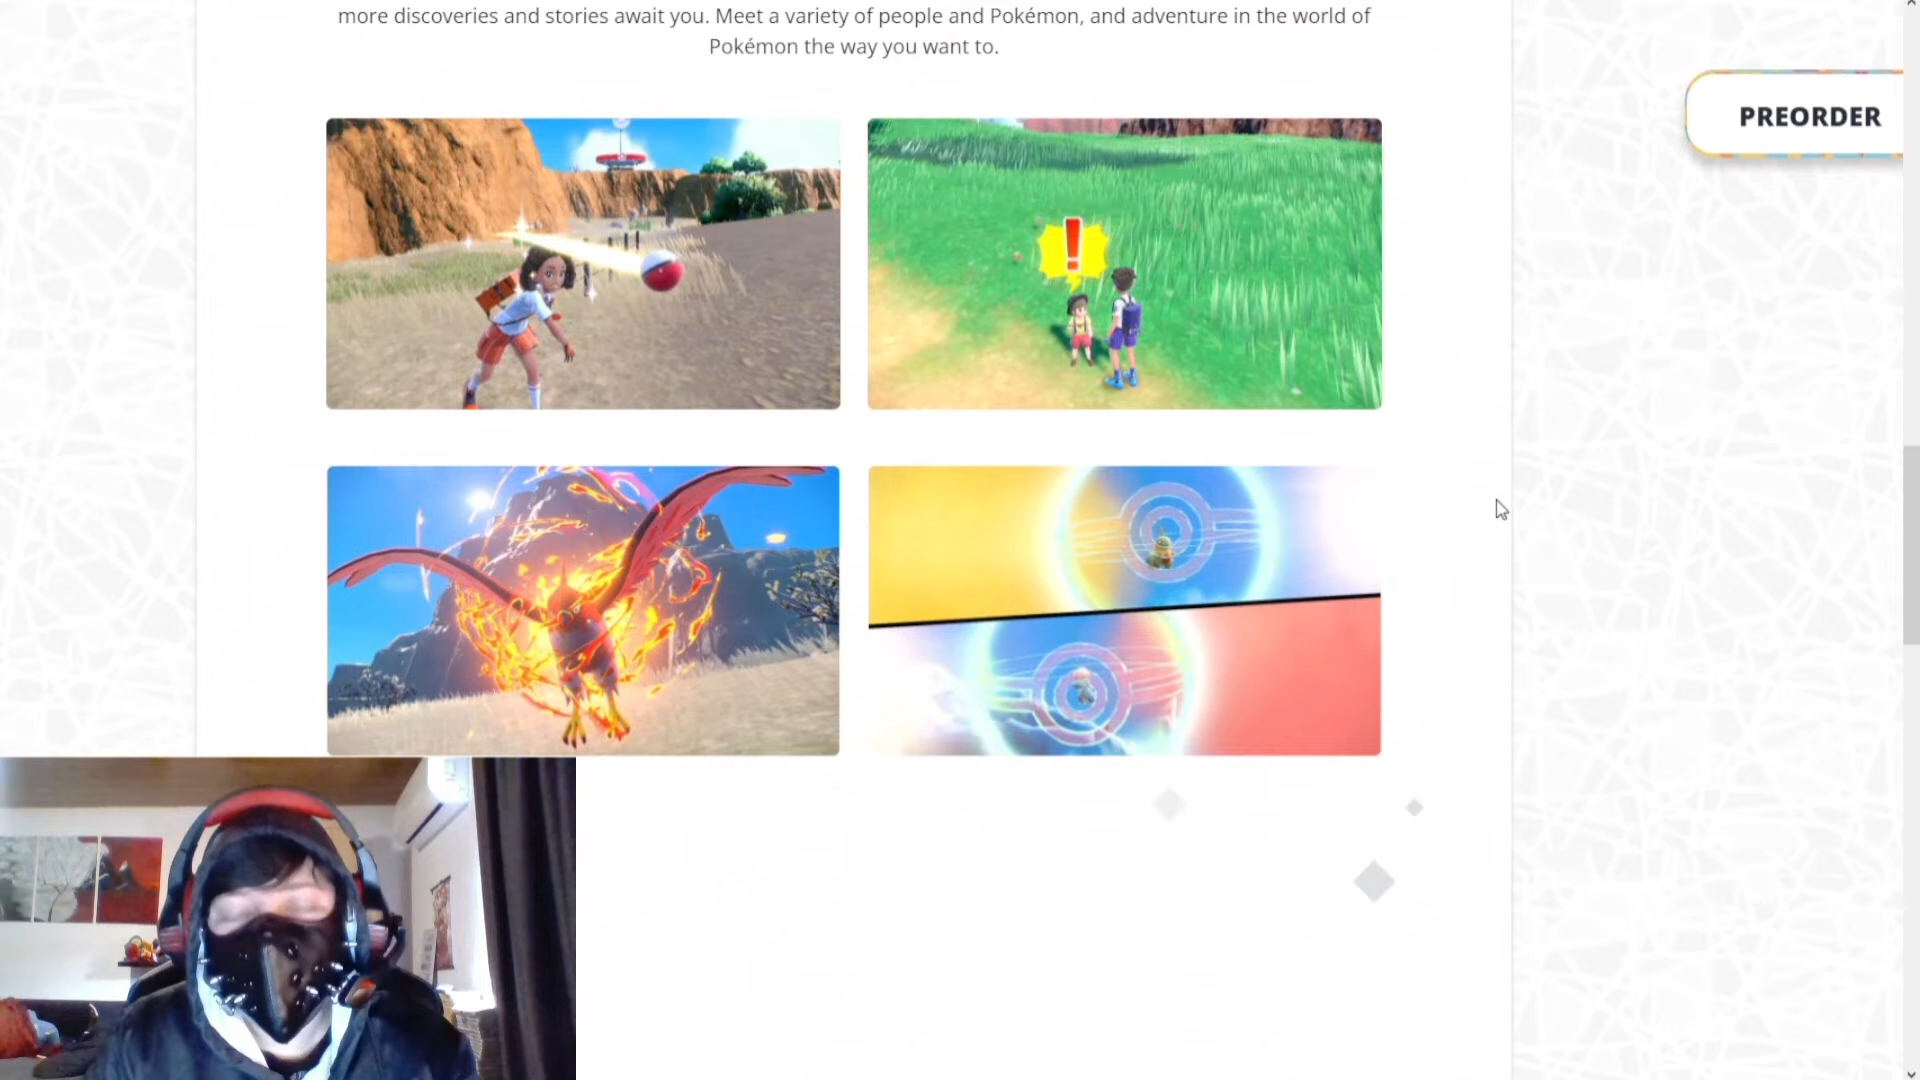 more discoveries and stories await you. Meet a variety of people and Pokémon, and adventure in the world of
Pokémon the way you want to.
PREORDER